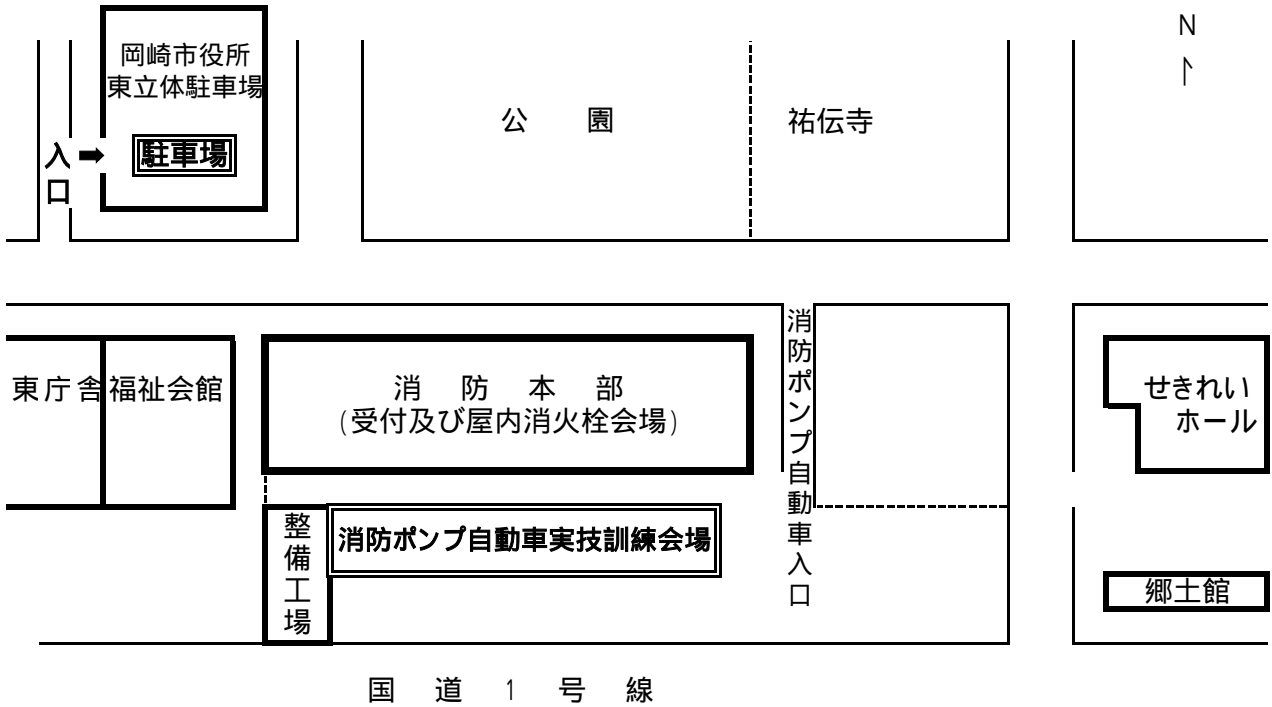 N
岡崎市役所
東立体駐車場
公園
祐伝寺
入口
駐車場
消防ポンプ自動車入口
東庁舎
福祉会館
消防本部
(受付及び屋内消火栓会場)
せきれい
ホール
整備工場
消防ポンプ自動車実技訓練会場
郷土館
国道1号線